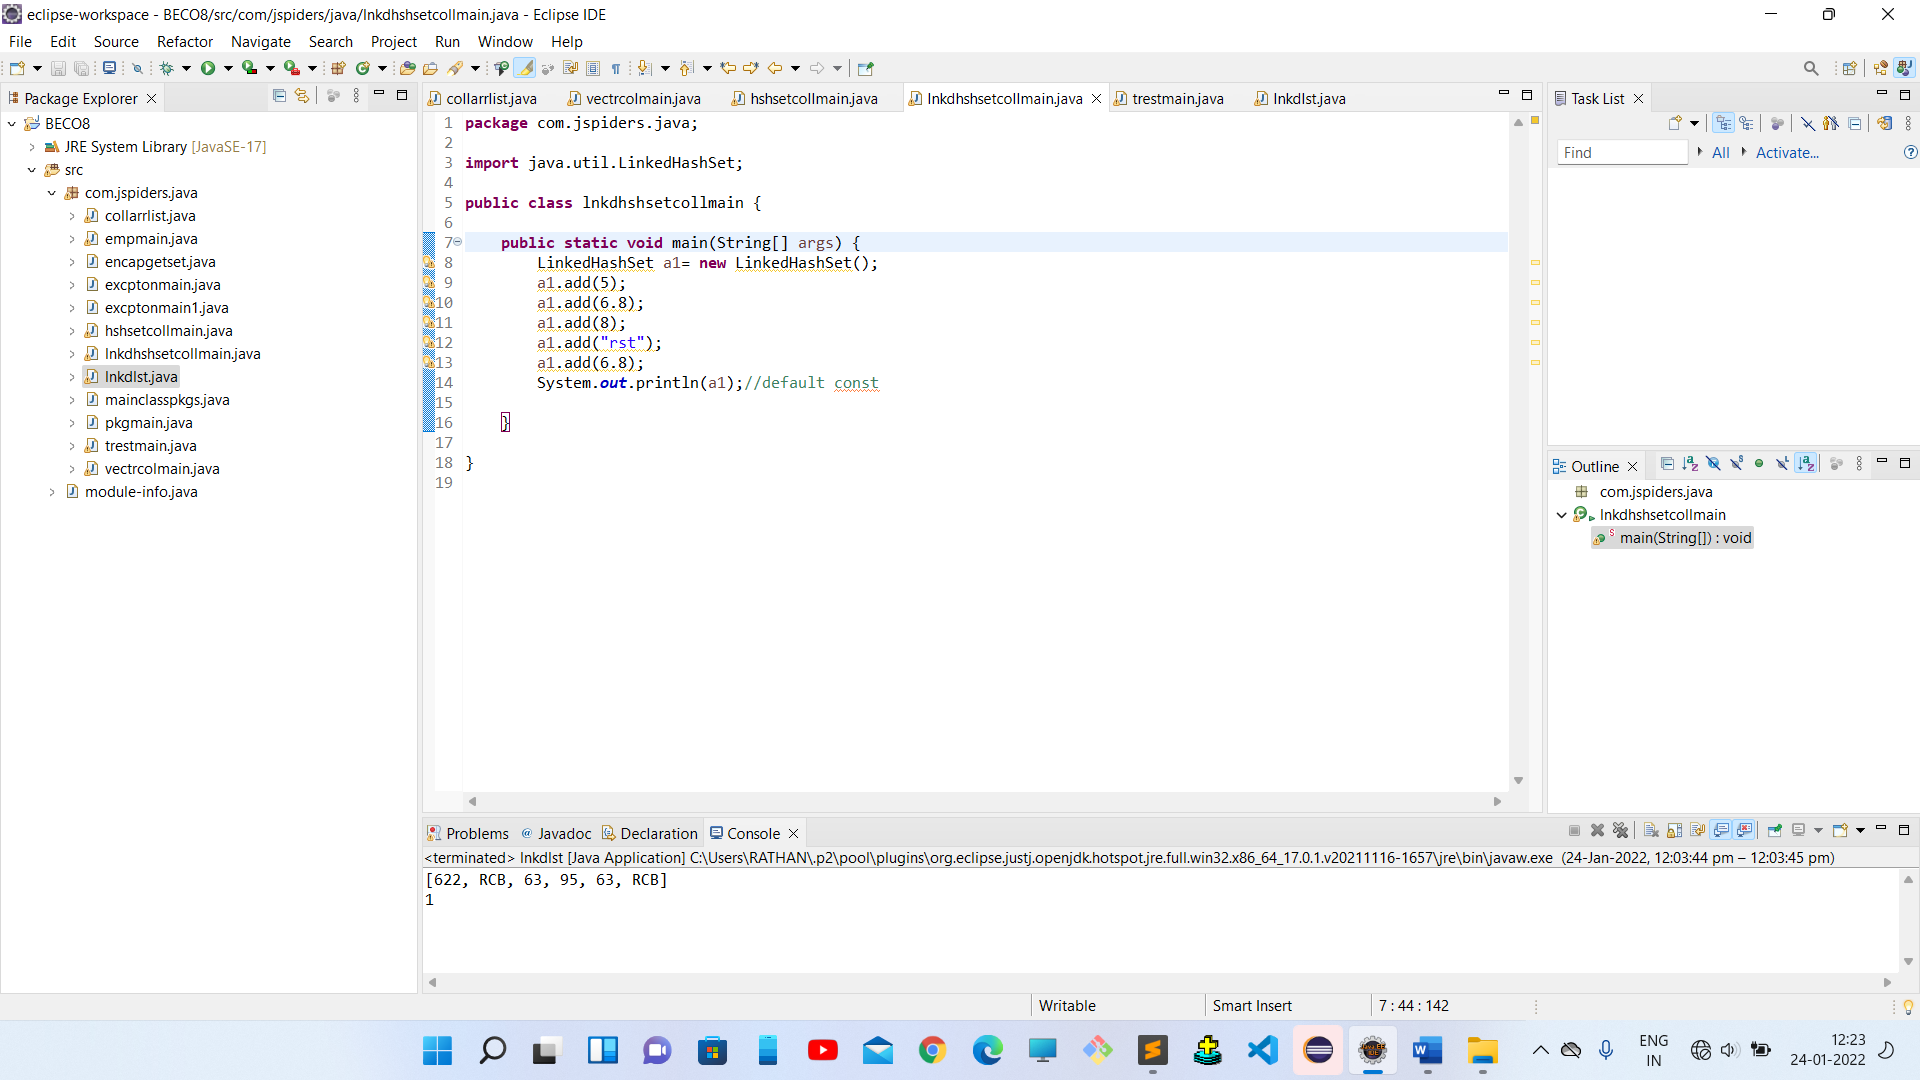 eclipse-workspace - BECO8/src/com/jspiders/java/lnkdhshsetcollmain.java - Eclipse IDE
File Edit Source Refactor Navigate Search Project Run Window Help
Package Explorer
BECO8
JRE System Library [JavaSE-17]
src
com.jspiders.java
collarrlist.java
empmain.java
encapgetset.java
excptonmain.java
excptonmain1.java
hshsetcollmain.java
lnkdhshsetcollmain.java
lnkdlst.java
mainclasspkgs.java
pkgmain.java
trestmain.java
vectrcolmain.java
module-info.java
collarrlist.java vectrcolmain.java hshsetcollmain.java lnkdhshsetcollmain.java trestmain.java lnkdlst.java
1 package com.jspiders.java;
2
3 import java.util.LinkedHashSet;
4
5 public class lnkdhshsetcollmain {
6
7 public static void main(String[] args) {
8 LinkedHashSet a1= new LinkedHashSet();
9 a1.add(5);
10 a1.add(6.8);
11 a1.add(8);
12 a1.add("rst");
13 a1.add(6.8);
14 System.out.println(a1);//default const
15
16 }
17
18 }
19
Task List
Find All Activate...
Outline
com.jspiders.java
lnkdhshsetcollmain
main(String[]) : void
Problems @ Javadoc Declaration Console
<terminated> lnkdlst [Java Application] C:\Users\RATHAN\.p2\pool\plugins\org.eclipse.justj.openjdk.hotspot.jre.full.win32.x86_64_17.0.1.v20211116-1657\jre\bin\javaw.exe (24-Jan-2022, 12:03:44 pm – 12:03:45 pm)
[622, RCB, 63, 95, 63, RCB]
1
Writable Smart Insert 7 : 44 : 142
ENG
IN
12:23
24-01-2022